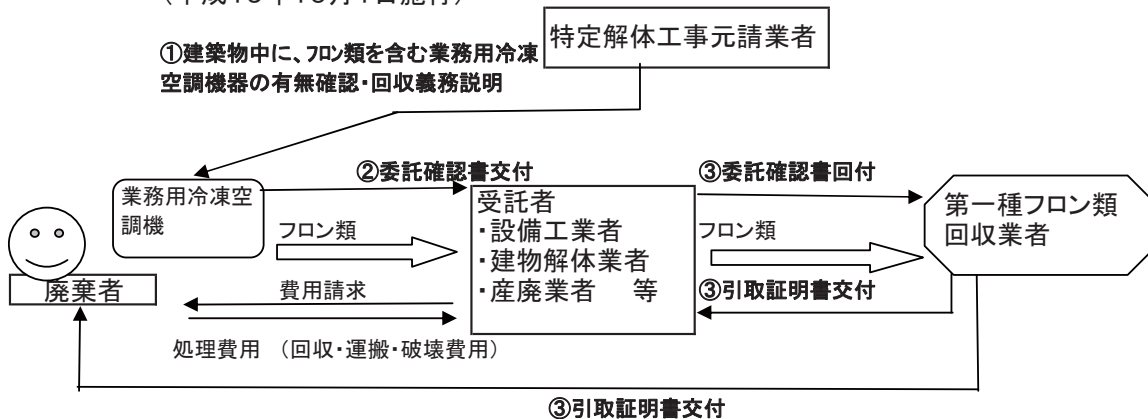 特定解体工事元請業者
①建築物中に、フロン類を含む業務用冷凍
空調機器の有無確認・回収義務説明
②委託確認書交付
③委託確認書回付
業務用冷凍空
調機
受託者
・設備工業者
・建物解体業者
・産廃業者　等
第一種フロン類
回収業者
フロン類
フロン類
廃棄者
費用請求
③引取証明書交付
処理費用　（回収・運搬・破壊費用）
③引取証明書交付